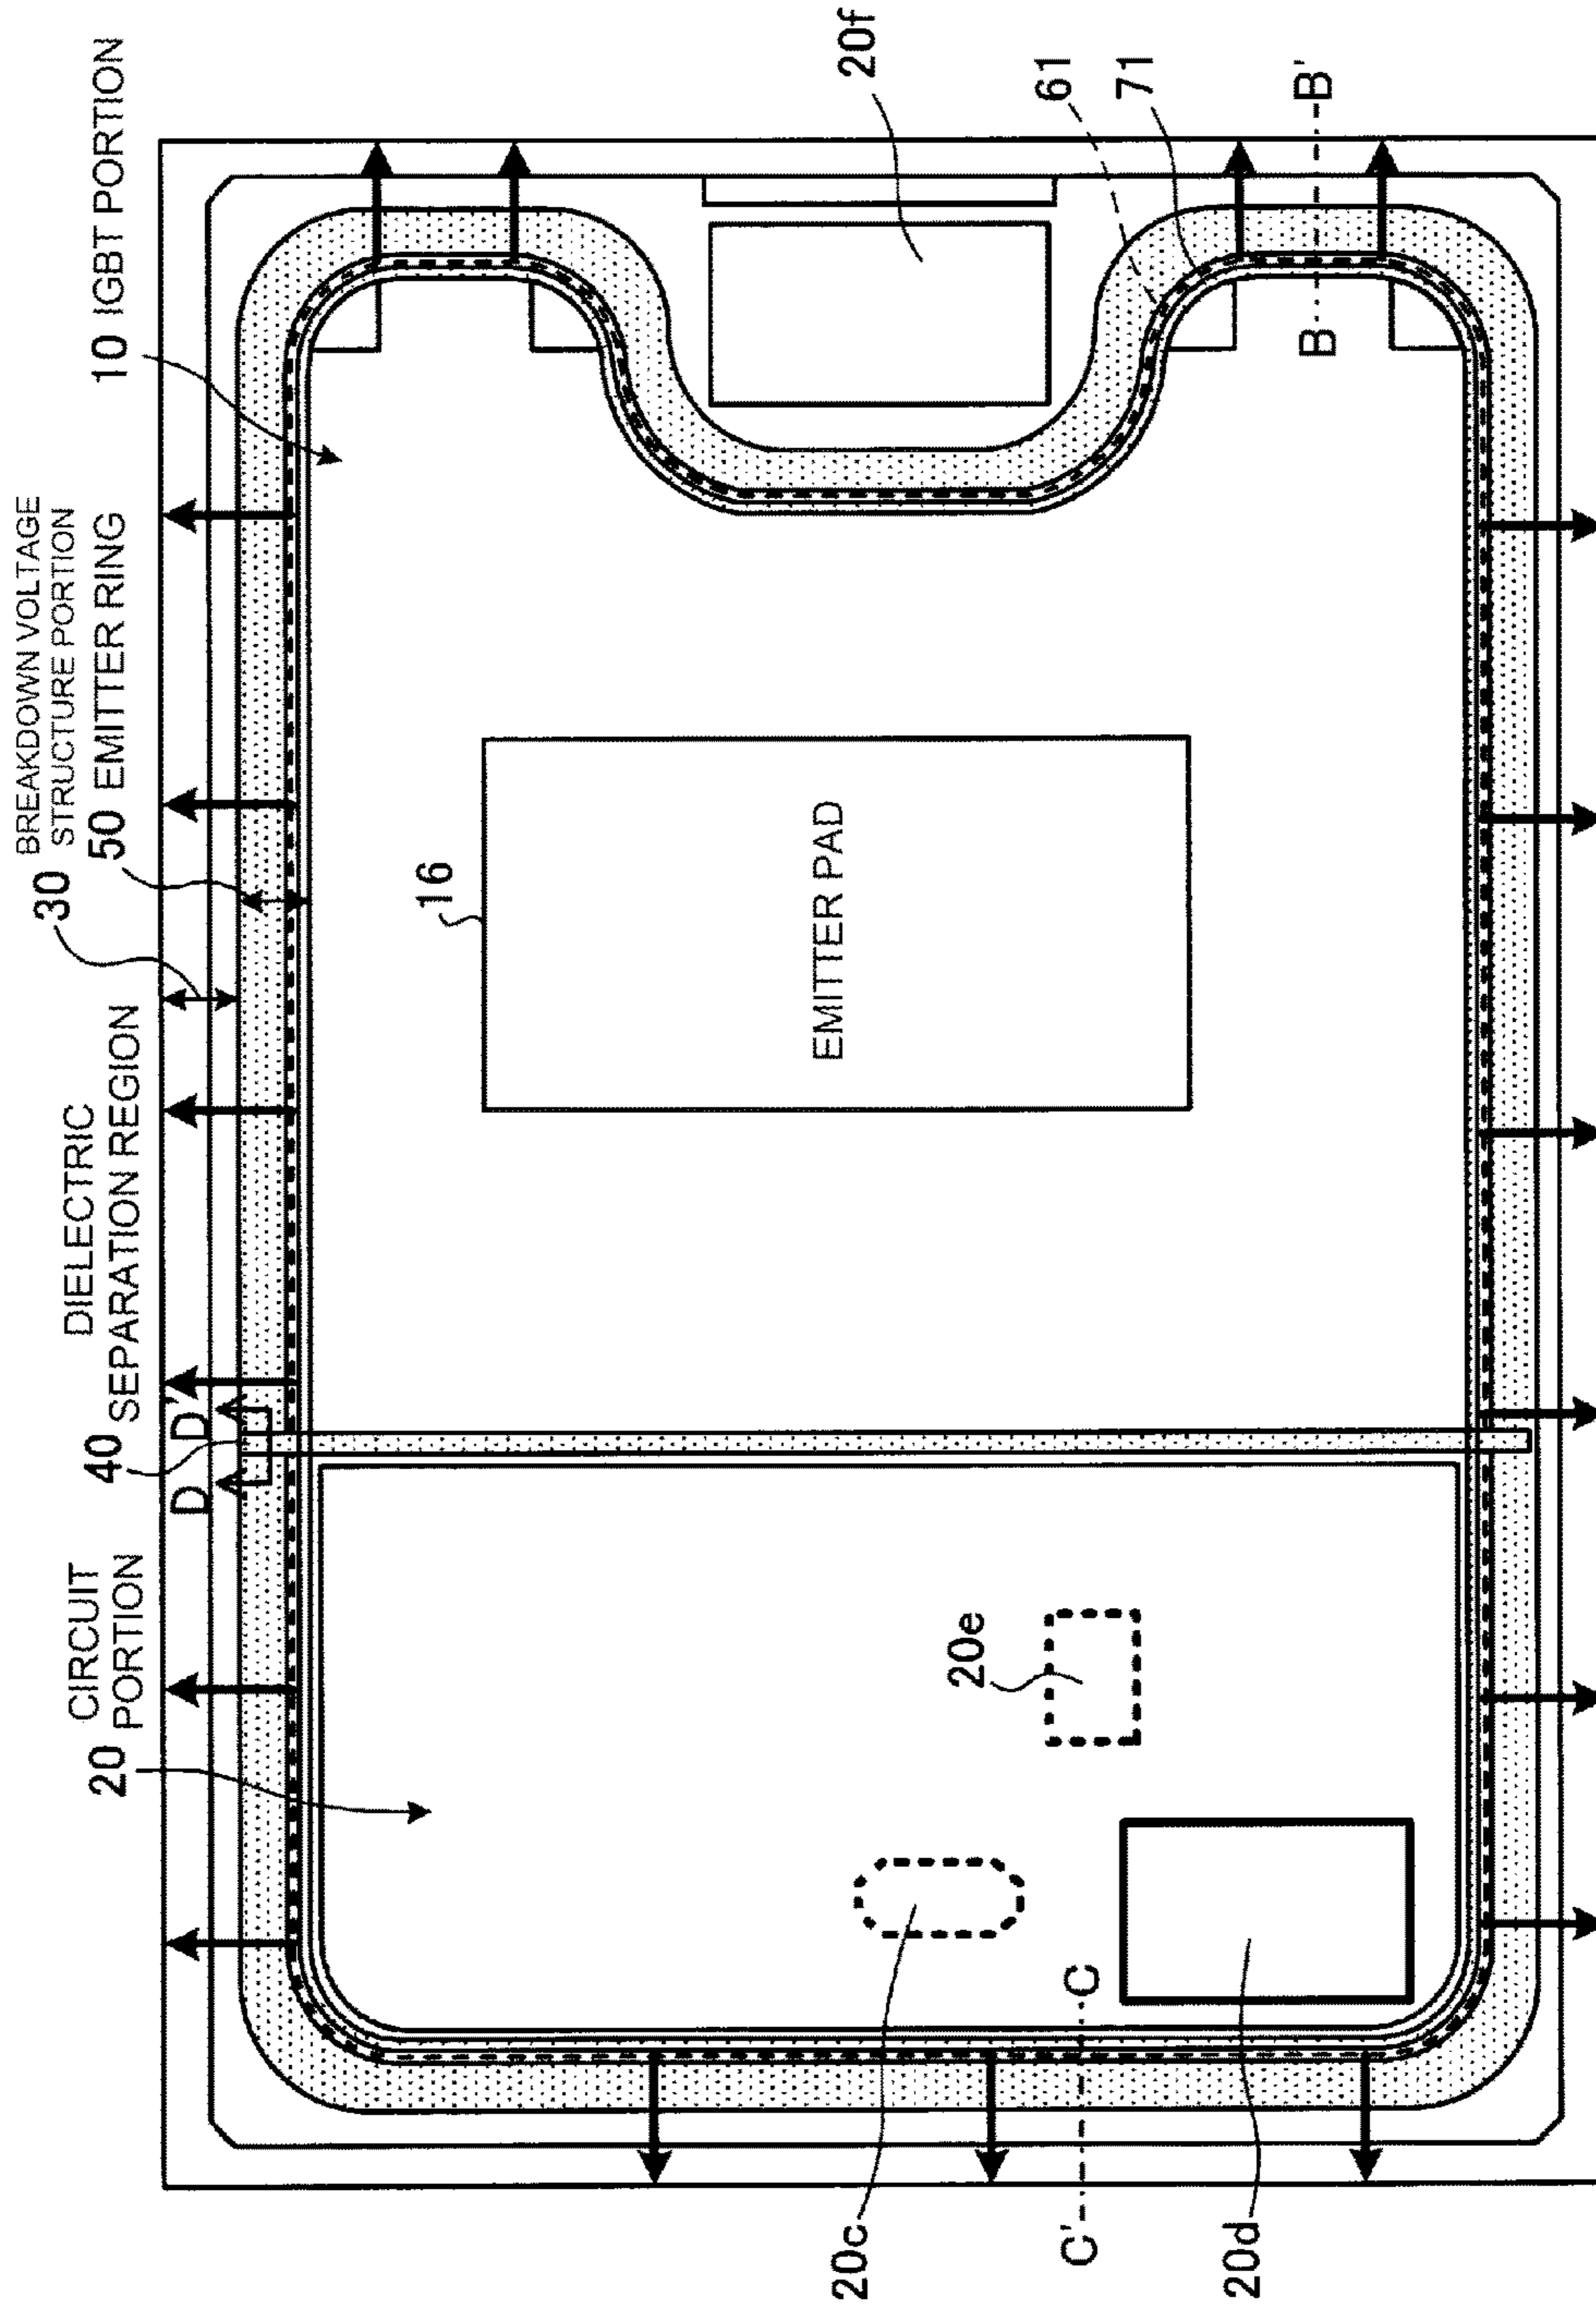 10 IGBT PORTION
20f
61
71
B'
B
BREAKDOWN VOLTAGE
STRUCTURE PORTION
30
50 EMITTER RING
16
EMITTER PAD
DIELECTRIC
SEPARATION REGION
40
D'
D
CIRCUIT
PORTION
20
20e
20c
C
C'
20d